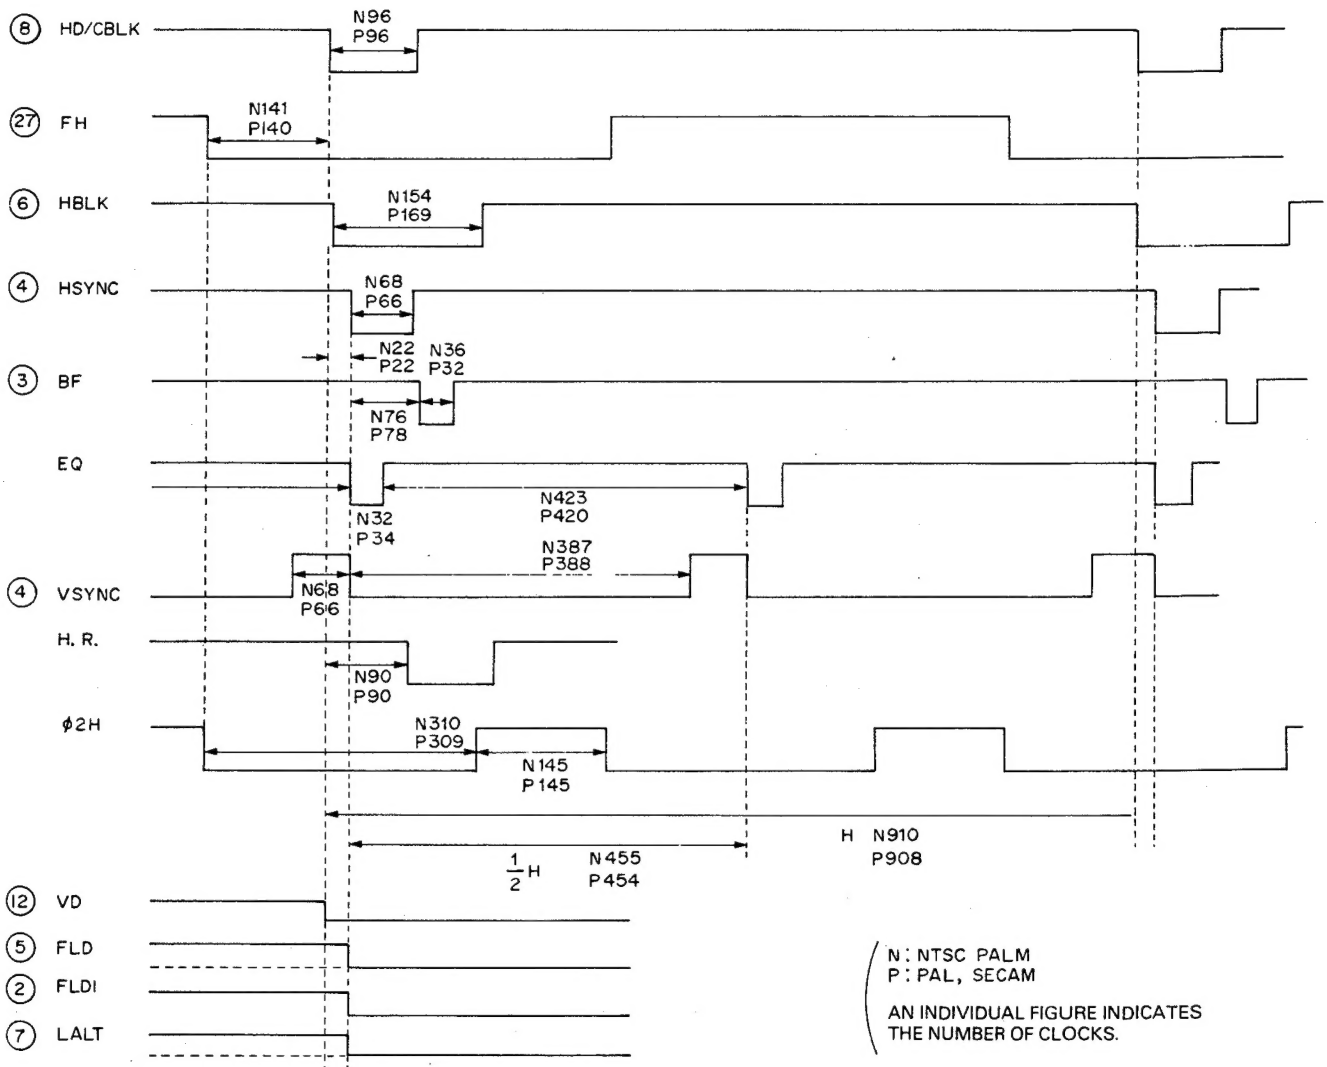 8 HD/CBLK
N96
P96
27 FH
N141
P140
6 HBLK
N154
P169
4 HSYNC
N68
P66
N22
P22
N36
P32
3 BF
N76
P78
EQ
N32
P34
N423
P420
N387
P388
4 VSYNC
N68
P66
H. R.
N90
P90
φ2H
N310
P309
N145
P145
H N910
P908
1/2 H N455
P454
12 VD
5 FLD
2 FLDI
7 LALT
N : NTSC PALM
P : PAL, SECAM
AN INDIVIDUAL FIGURE INDICATES
THE NUMBER OF CLOCKS.